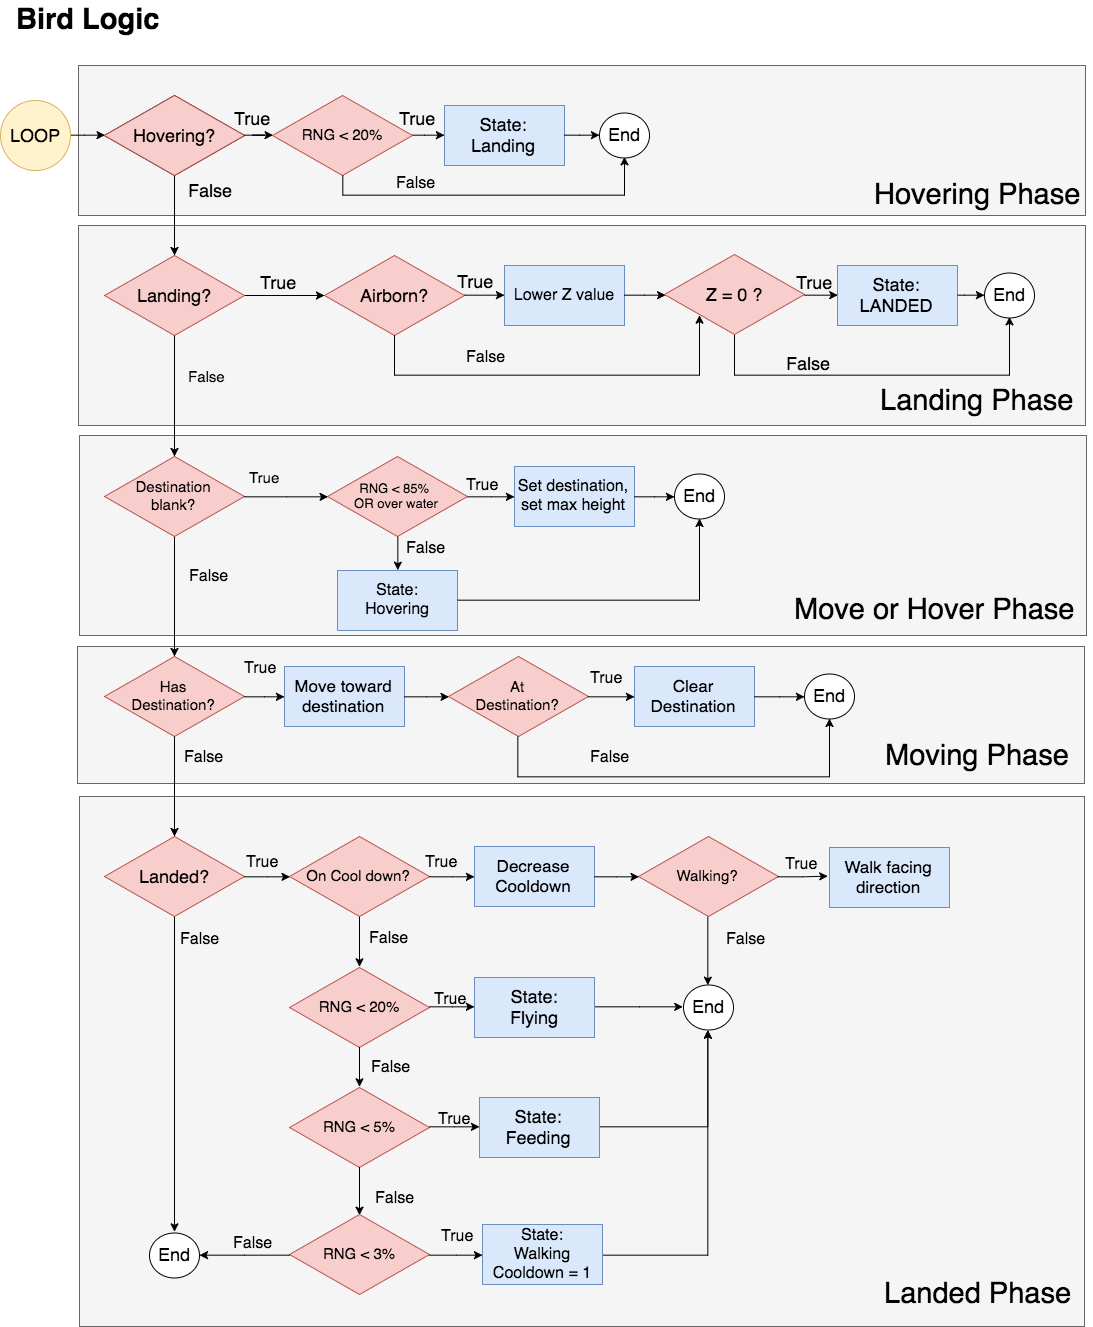 Bird Logic
LOOP
Hovering?
True
RNG < 20%
True
State:
Landing
End
False
False
Hovering Phase
Landing?
True
Airborn?
True
Lower Z value
Z = 0 ?
True
State:
LANDED
End
False
False
False
Landing Phase
Destination
blank?
True
RNG < 85%
OR over water
True
Set destination,
set max height
End
False
False
State:
Hovering
Move or Hover Phase
Has
Destination?
True
Move toward
destination
At
Destination?
True
Clear
Destination
End
False
False
Moving Phase
Landed?
True
On Cool down?
True
Decrease
Cooldown
Walking?
True
Walk facing
direction
False
False
False
RNG < 20%
True
State:
Flying
End
False
RNG < 5%
True
State:
Feeding
False
End
False
RNG < 3%
True
State:
Walking
Cooldown = 1
Landed Phase